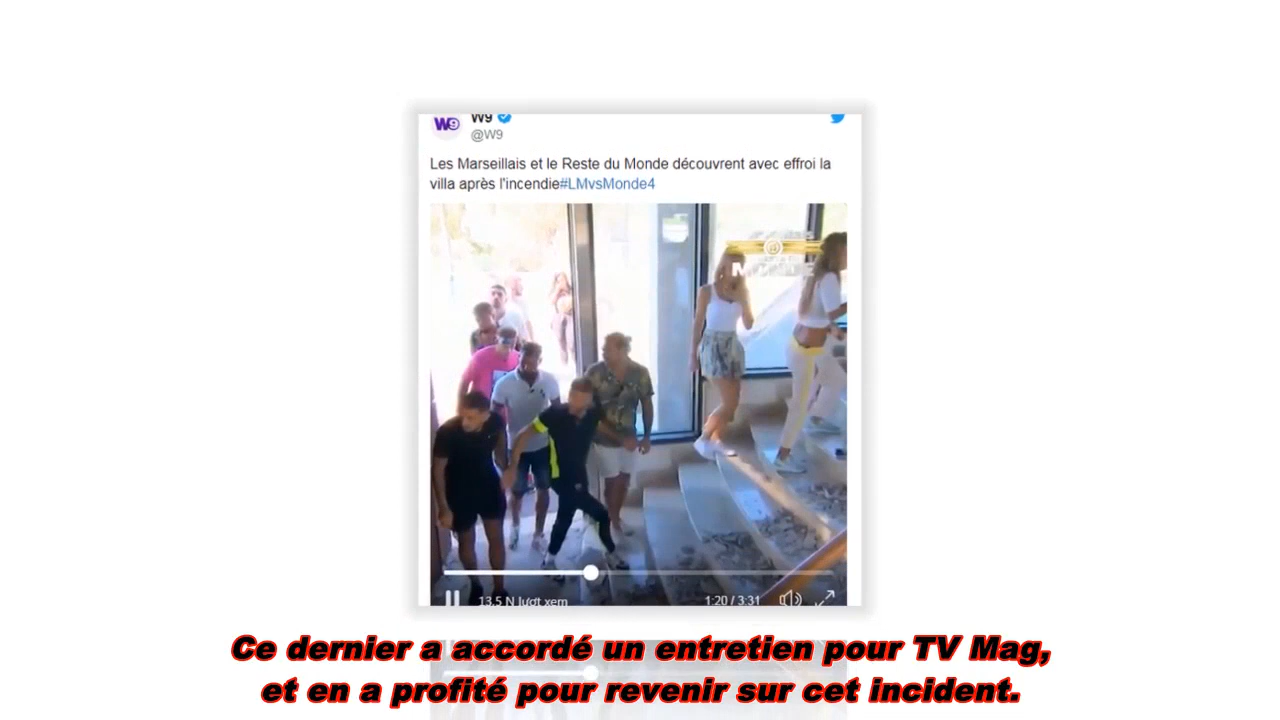 W9
W9
@W9
Les Marseillais et le Reste du Monde découvrent avec effroi la
villa après l'incendie#LMvsMonde4
MONDE
13,5 N lượt xem
1:20 / 3:31
Ce dernier a accordé un entretien pour TV Mag,
et en a profité pour revenir sur cet incident.